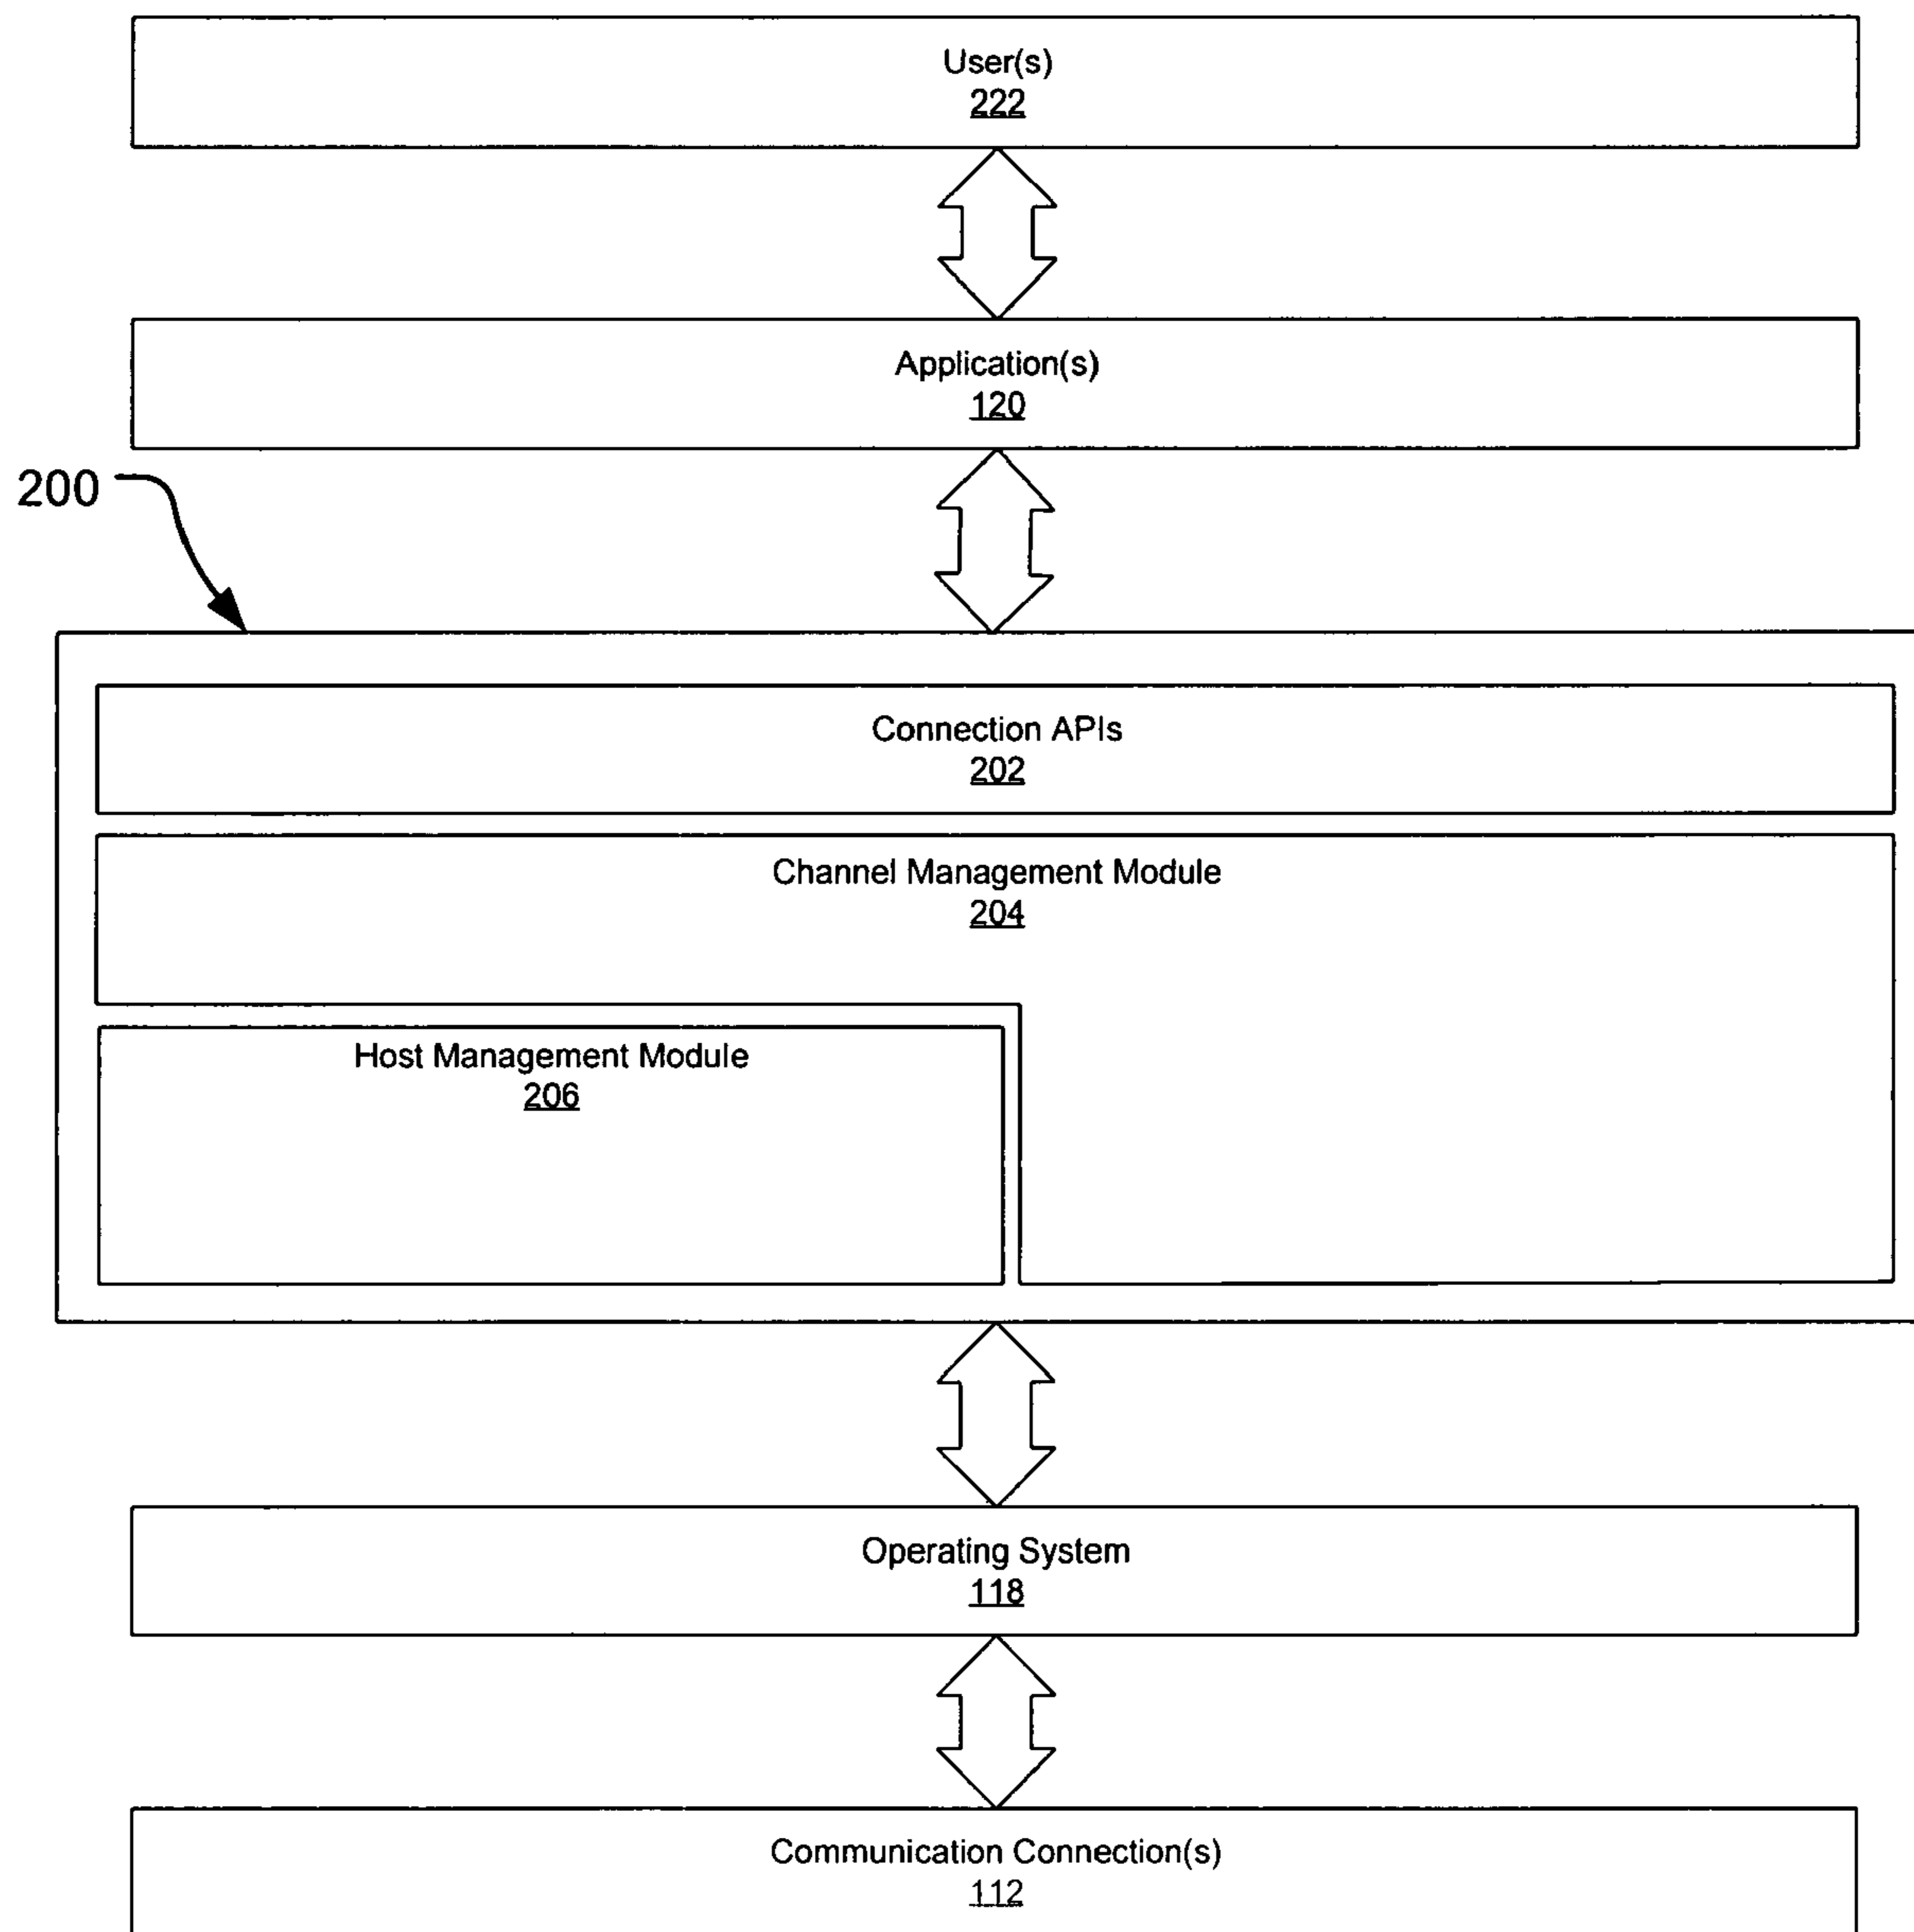 User(s)
222
Application(s)
120
200
Connection APIs
202
Channel Management Module
204
Host Management Module
206
Operating System
118
Communication Connection(s)
112